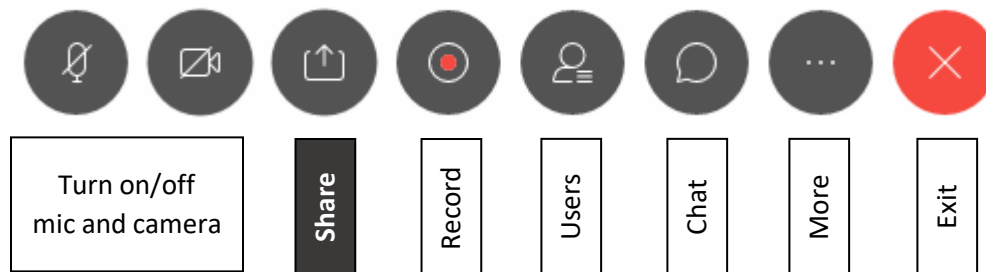 Turn on/off
mic and camera
Share
Record
Users
Chat
More
Exit